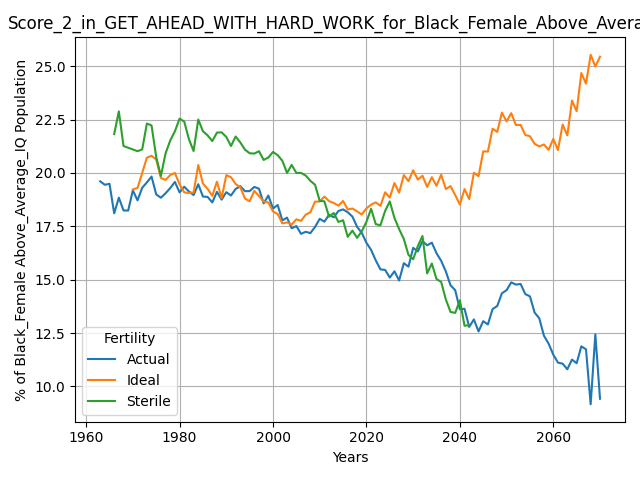 Score_2_in_GET_AHEAD_WITH_HARD_WORK_for_Black_Female_Above_Avera
% of Black_Female Above_Average_IQ Population
25.0
22.5
20.0
17.5
15.0
12.5
10.0
Fertility
Actual
Ideal
Sterile
1960 1980 2000 2020 2040 2060
Years